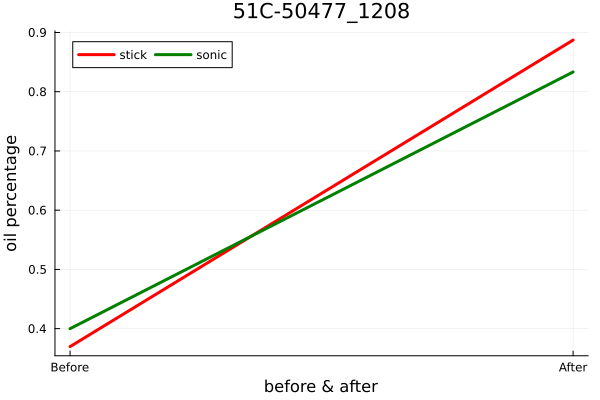 51C-50477_1208
stick sonic
oil percentage
0.9
0.8
0.7
0.6
0.5
0.4
Before After
before & after